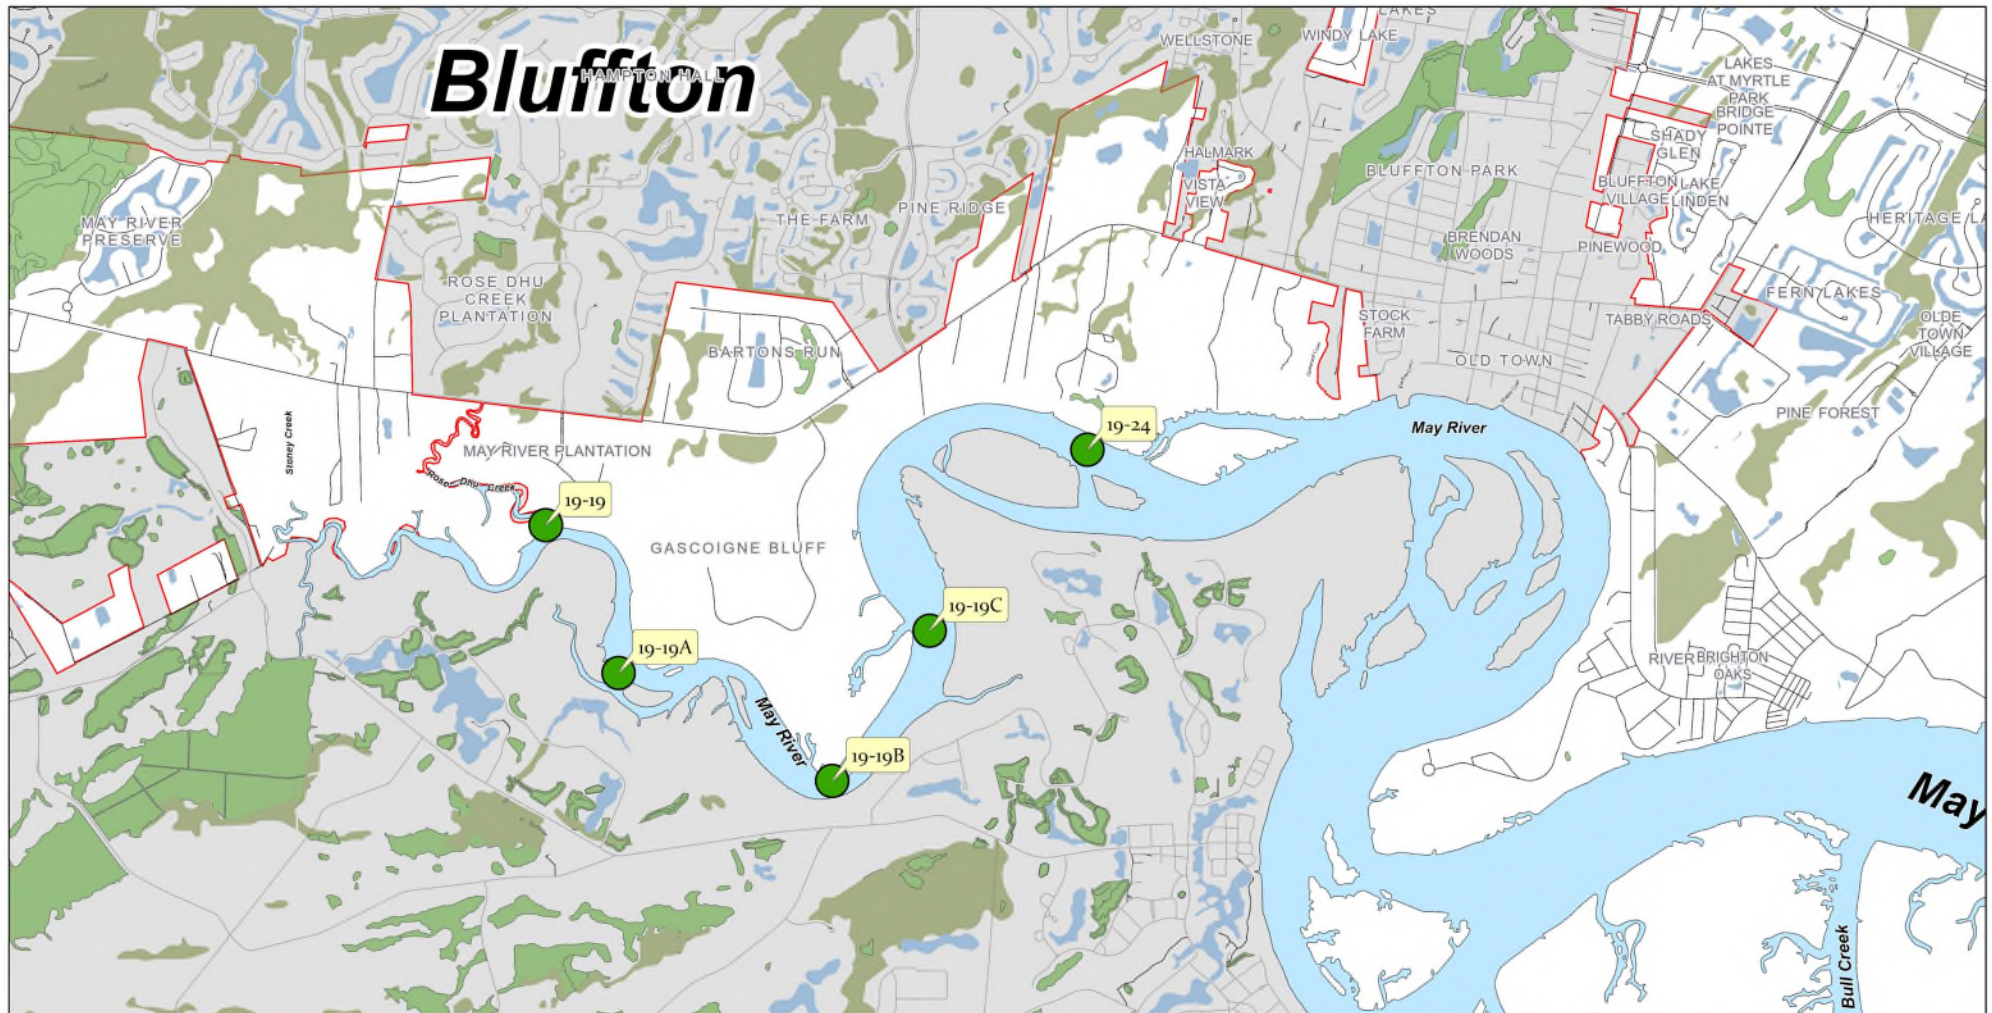 LAKES
WELLSTONE
WINDY LAKE
Bluffton
HAMPTON HALL
LAKES
AT MYRTLE
PARK
BRIDGE
POINTE
SHADY
GLEN
HALMARK
VISTA
VIEW
BLUFFTON PARK
BLUFFTON
VILLAGE
LAKE
LINDEN
MAY RIVER
PRESERVE
THE FARM
PINE RIDGE
HERITAGE LA
BRENDAN
WOODS
PINEWOOD
ROSE DHU
CREEK
PLANTATION
FERN LAKES
STOCK
FARM
TABBY ROADS
OLDE
TOWN
VILLAGE
BARTONS RUN
OLD TOWN
Stoney Creek
PINE FOREST
19-24
May River
MAY RIVER PLANTATION
Rose Dhu Creek
19-19
GASCOIGNE BLUFF
19-19C
19-19A
RIVER
BRIGHTON
OAKS
May River
19-19B
May
Bull Creek